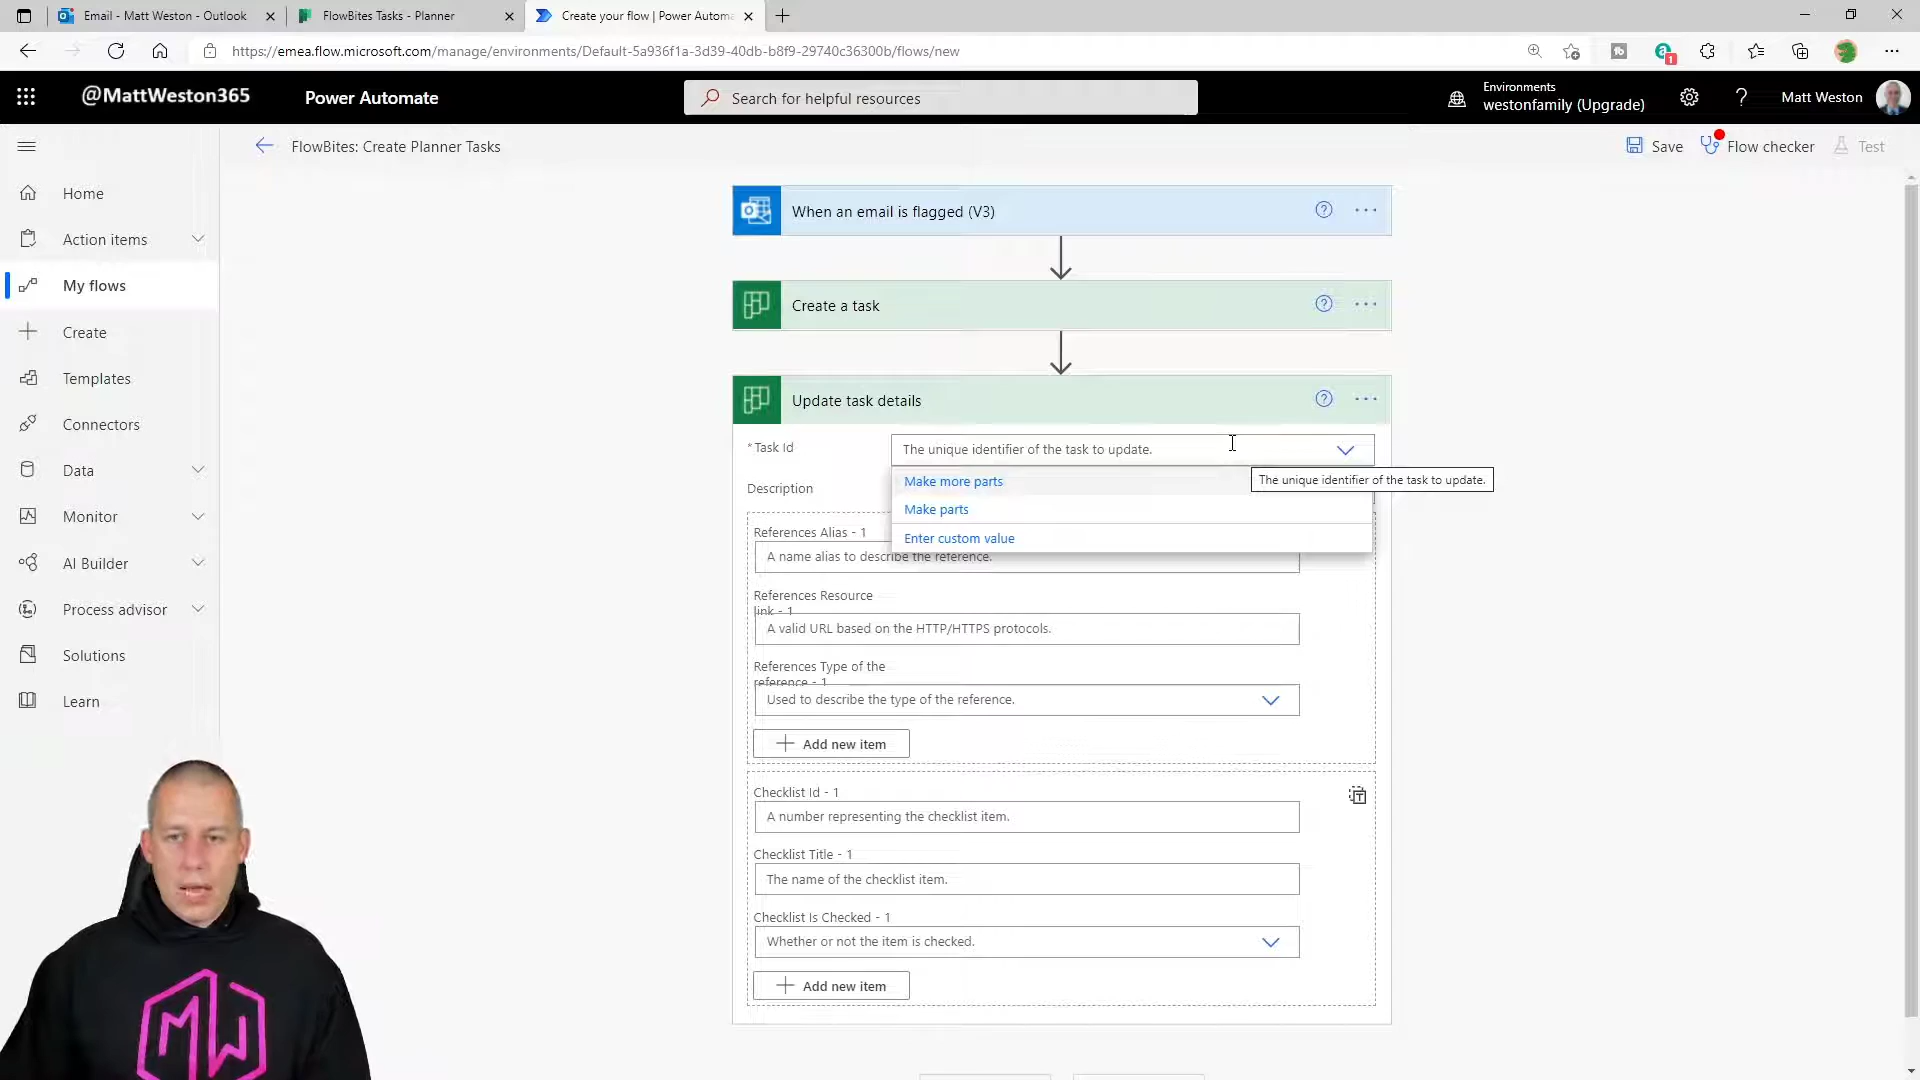 Email - Matt Weston - Outlook
FlowBites Tasks - Planner
Create your flow | Power Automa
https://emea.flow.microsoft.com/manage/environments/Default-5a936f1a-3d39-40db-b8f9-29740c36300b/flows/new
@MattWeston365
Power Automate
Search for helpful resources
Environments
westonfamily (Upgrade)
Matt Weston
FlowBites: Create Planner Tasks
Save
Flow checker
Test
Home
Action items
My flows
Create
Templates
Connectors
Data
Monitor
AI Builder
Process advisor
Solutions
Learn
When an email is flagged (V3)
Create a task
Update task details
* Task Id
The unique identifier of the task to update.
The unique identifier of the task to update.
Make more parts
Make parts
Enter custom value
Description
References Alias - 1
A name alias to describe the reference.
References Resource
link - 1
A valid URL based on the HTTP/HTTPS protocols.
References Type of the
reference - 1
Used to describe the type of the reference.
Add new item
Checklist Id - 1
A number representing the checklist item.
Checklist Title - 1
The name of the checklist item.
Checklist Is Checked - 1
Whether or not the item is checked.
Add new item
MW